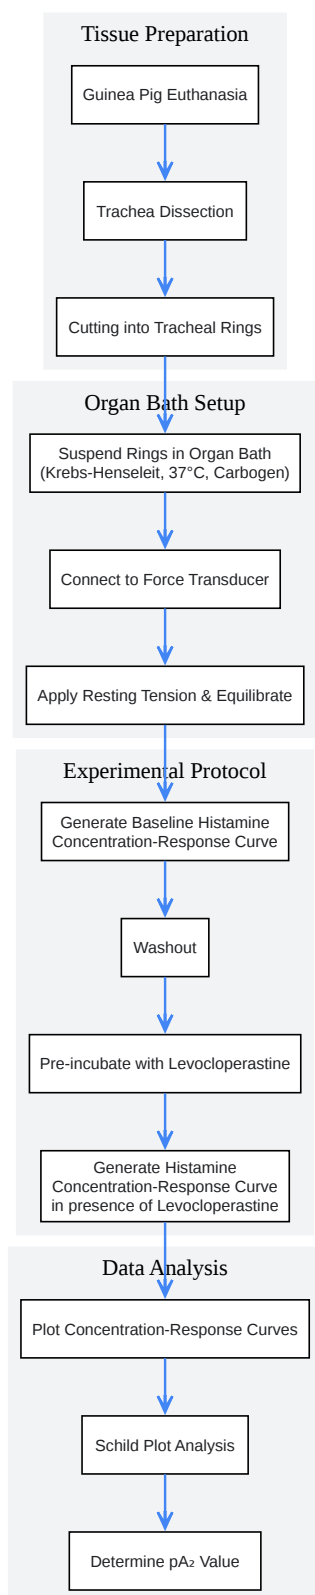 Tissue Preparation
Guinea Pig Euthanasia
Trachea Dissection
Cutting into Tracheal Rings
Organ Bath Setup
Suspend Rings in Organ Bath
(Krebs-Henseleit, 37°C, Carbogen)
Connect to Force Transducer
Apply Resting Tension & Equilibrate
Experimental Protocol
Generate Baseline Histamine
Concentration-Response Curve
Washout
Pre-incubate with Levocloperastine
Generate Histamine
Concentration-Response Curve
in presence of Levocloperastine
Data Analysis
Plot Concentration-Response Curves
Schild Plot Analysis
Determine pA₂ Value